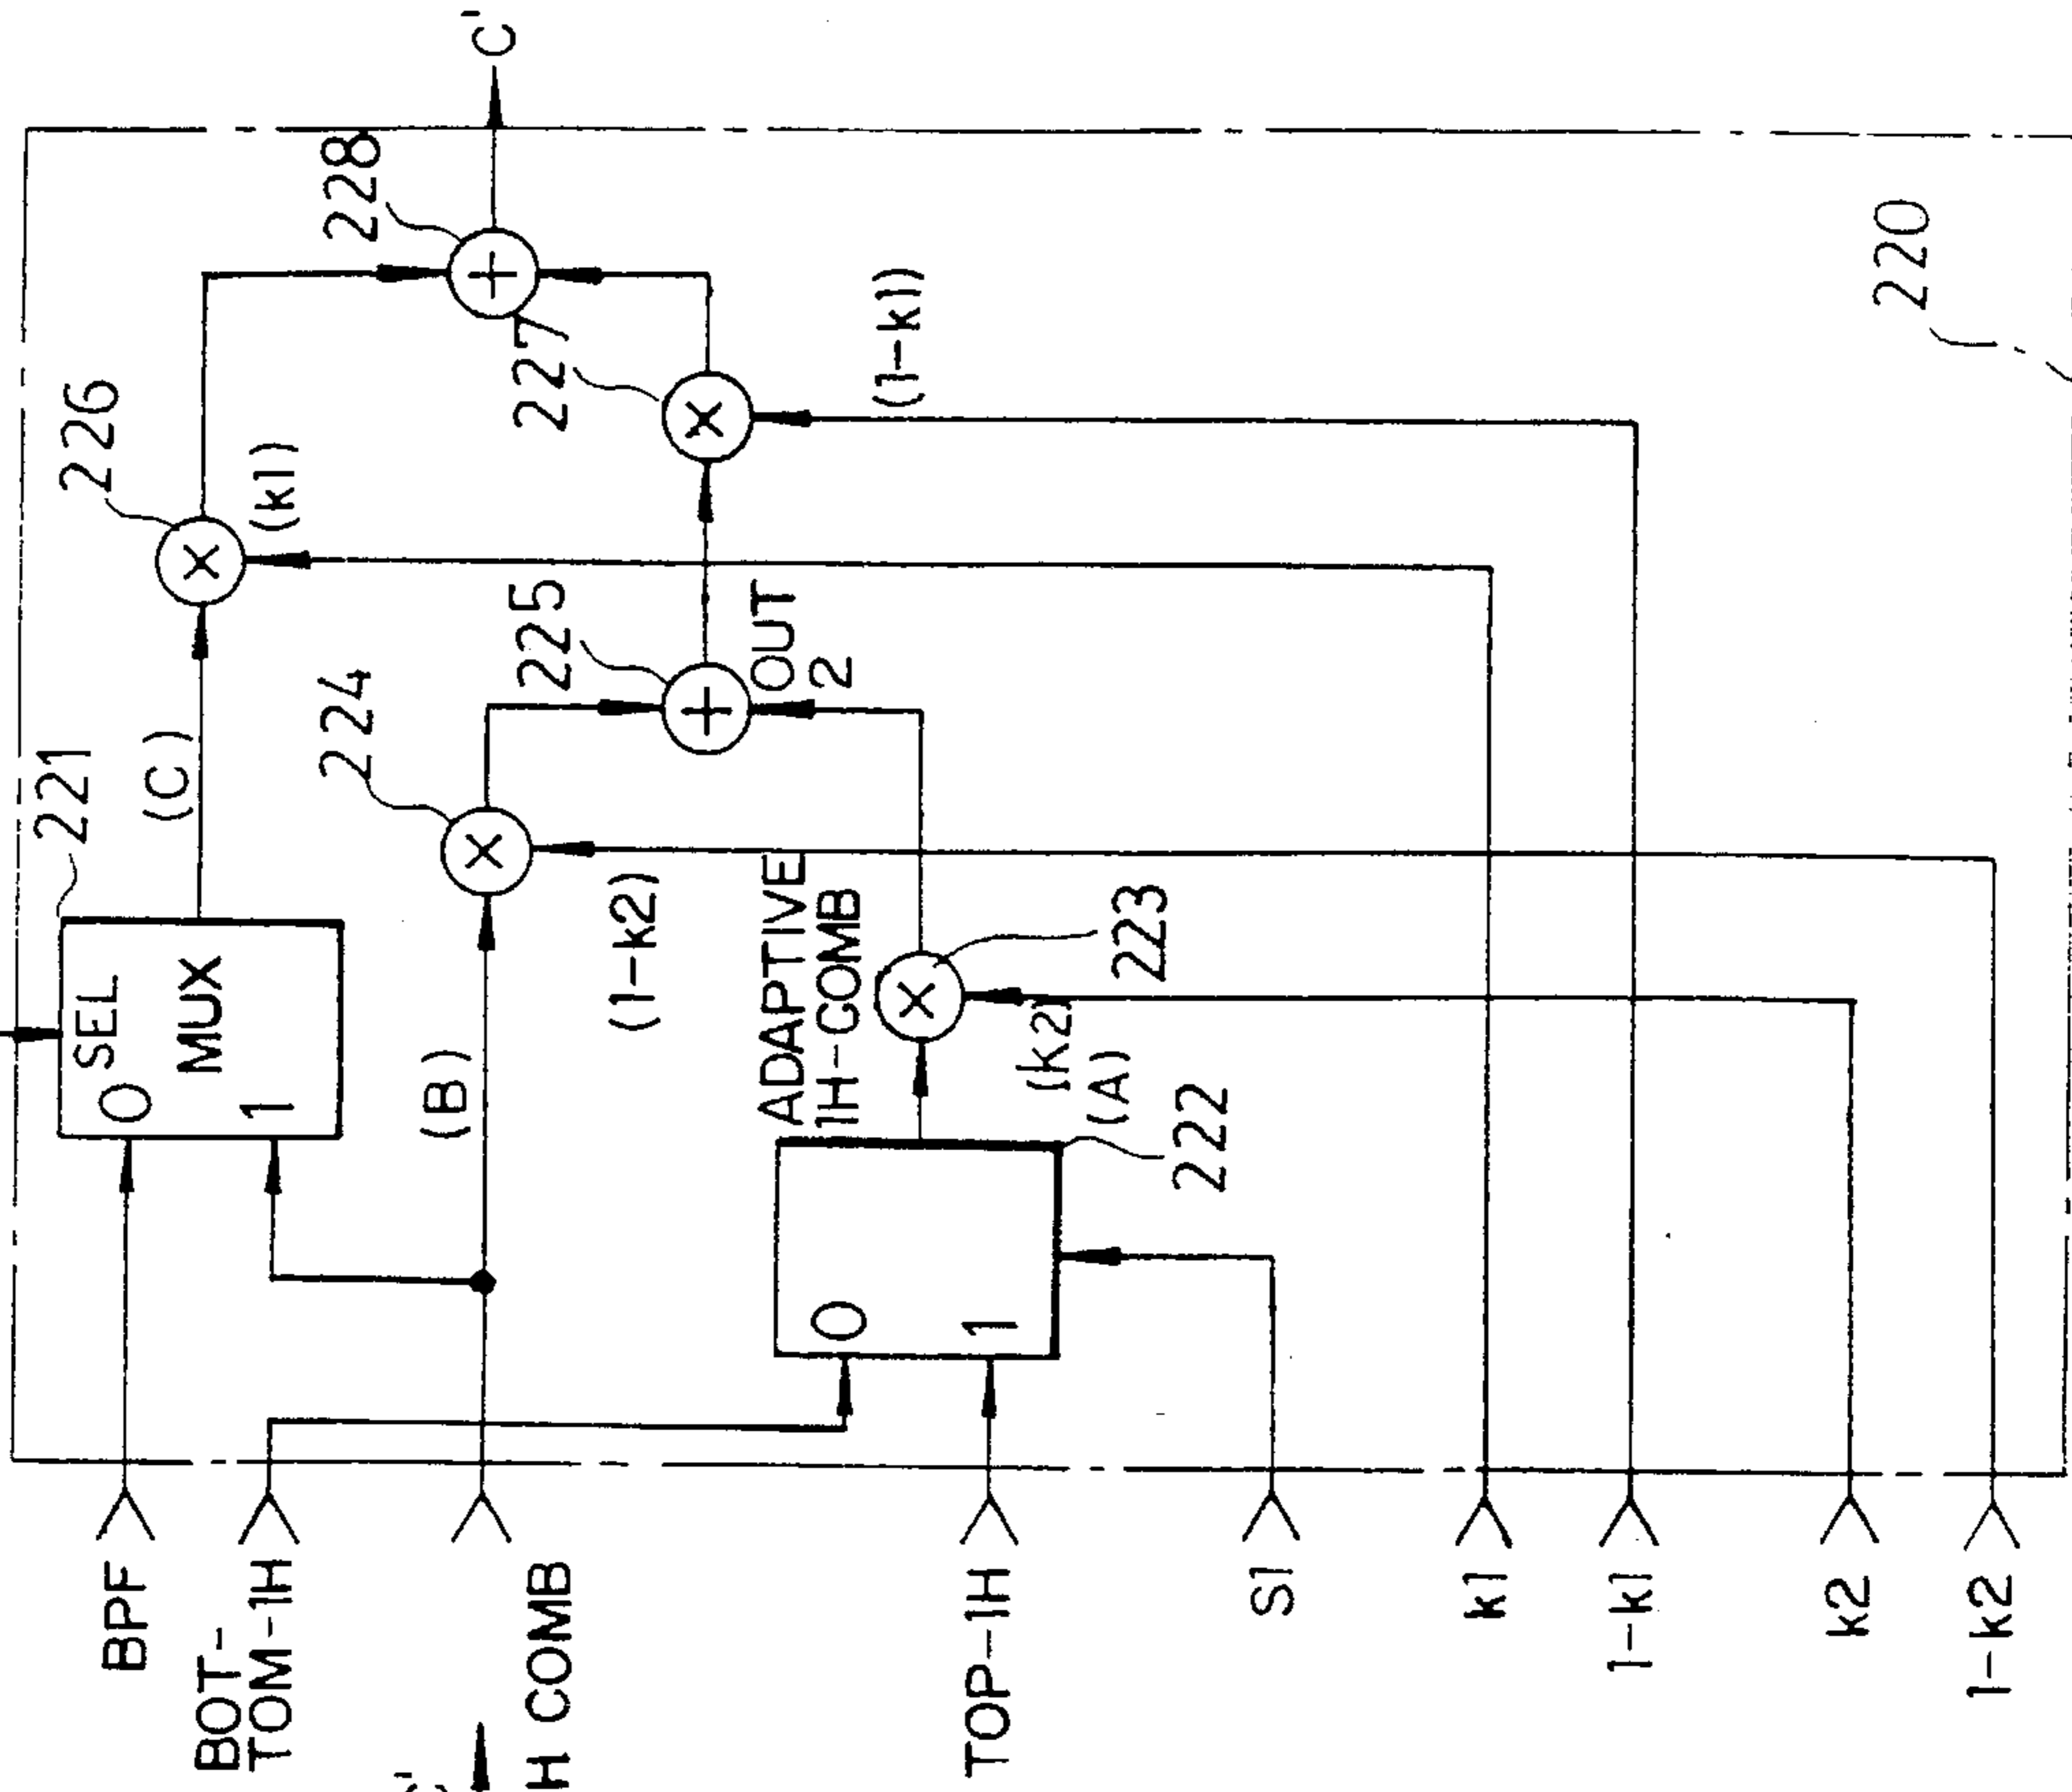 BPF
BOT-
TOM-1H
H COMB
TOP-1H
S1
k1
1-k1
k2
1-k2
C'
220
221
SEL
MUX
0
1
(C)
226
(k1)
228
227
(1-k1)
(B)
224
(1-k2)
225
OUT
2
ADAPTIVE
1H-COMB
0
1
(k2)
(A)
222
223